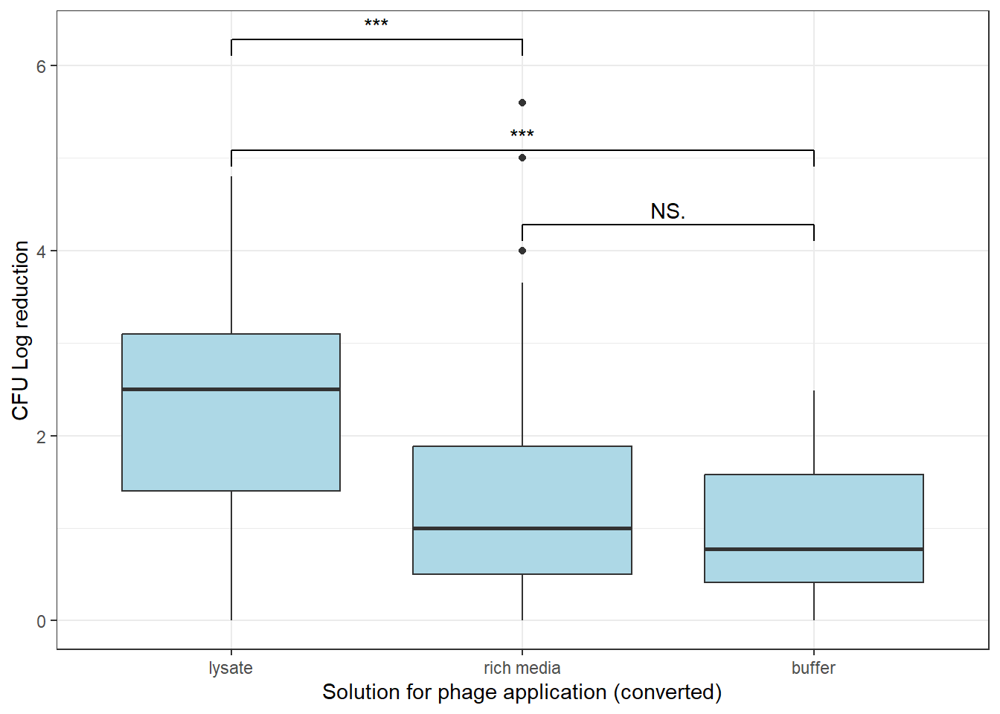 ***
6
***
NS.
4
2
0
CFU Log reduction
lysate rich media buffer
Solution for phage application (converted)